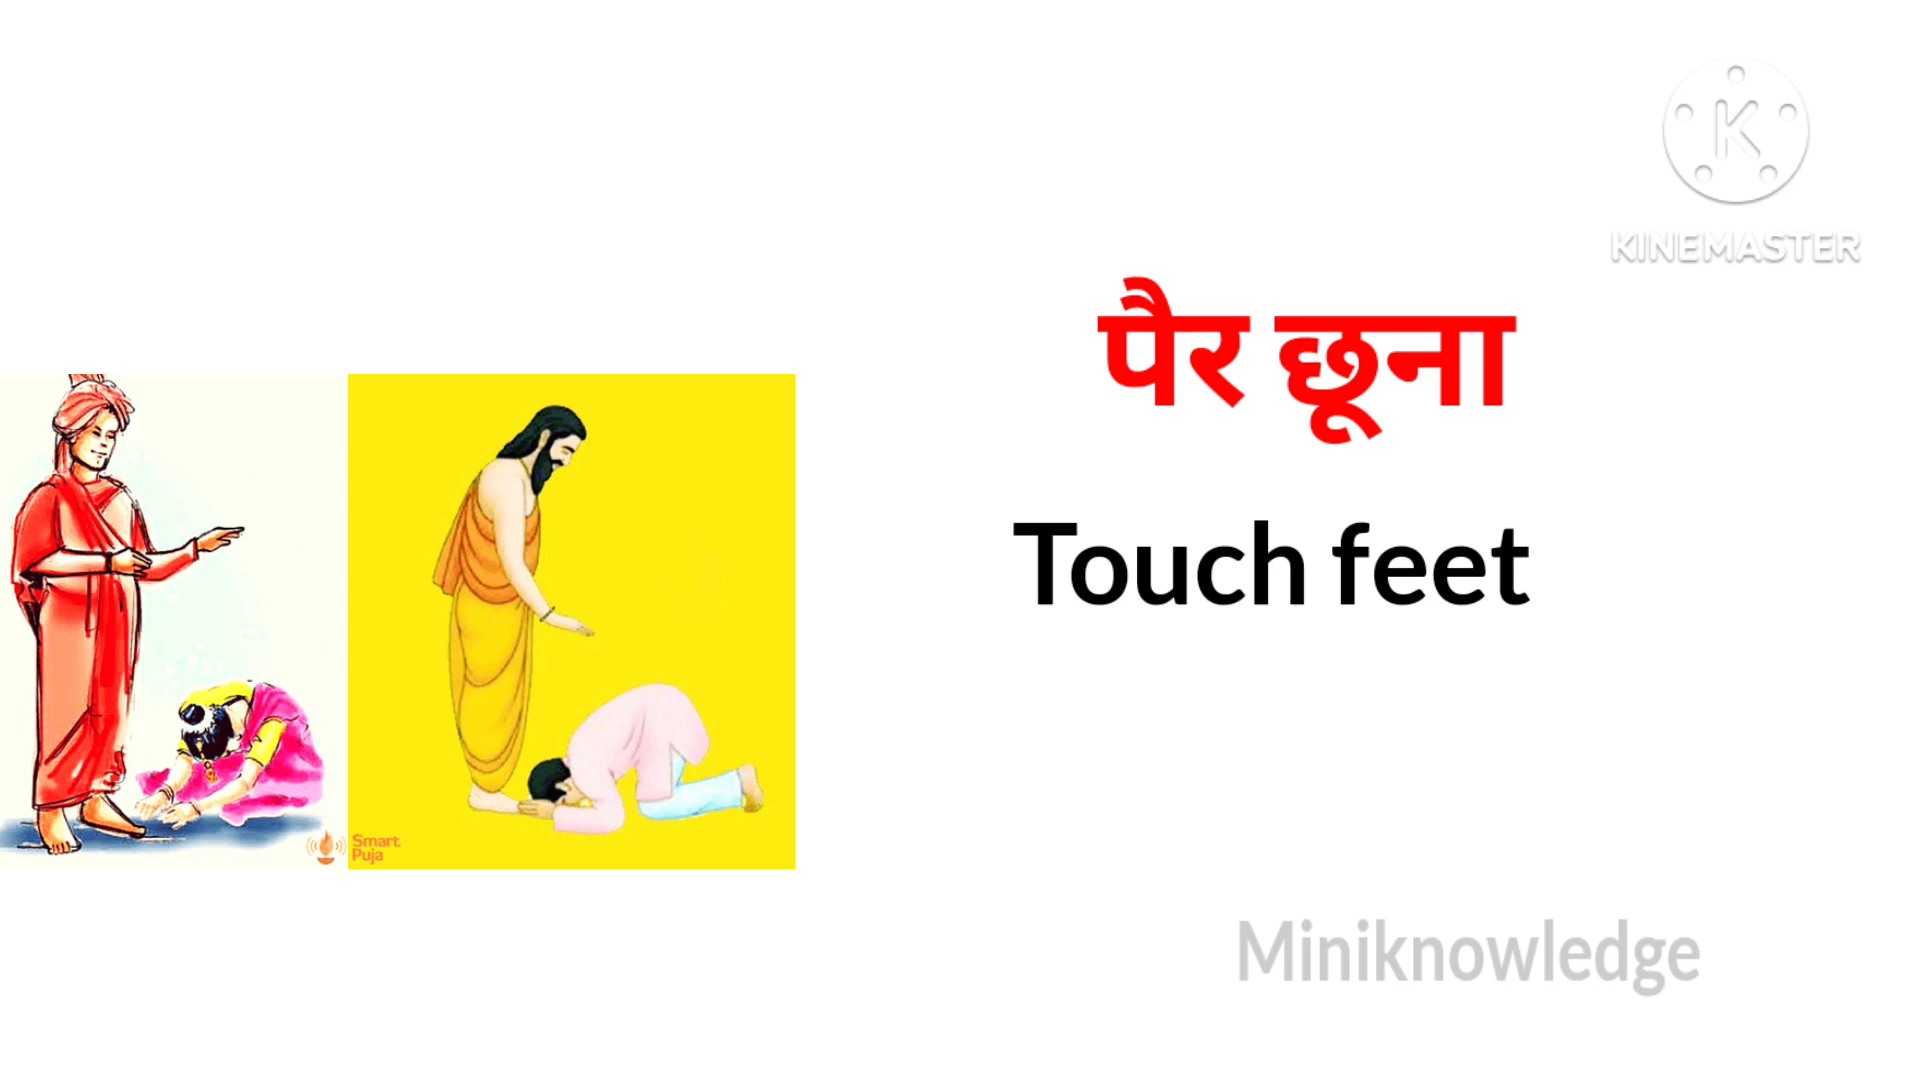 KINEMASTER
पैर छूना
Touch feet
Smart
Puja
Miniknowledge